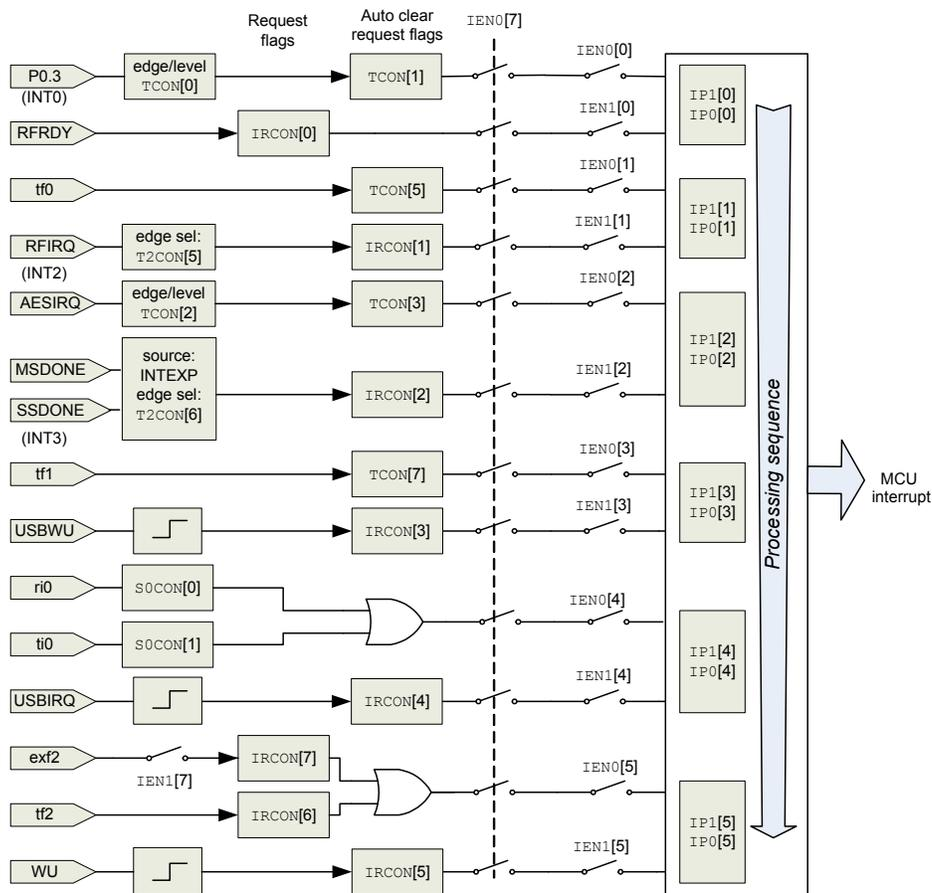 Request
flags
Auto clear
request flags
IEN0[7]
P0.3
(INT0)
edge/level
TCON[0]
TCON[1]
IEN0[0]
IP1[0]
IP0[0]
RFRDY
IRCON[0]
IEN1[0]
tf0
TCON[5]
IEN0[1]
IP1[1]
IP0[1]
RFIRQ
(INT2)
edge sel:
T2CON[5]
IRCON[1]
IEN1[1]
AESIRQ
edge/level
TCON[2]
TCON[3]
IEN0[2]
IP1[2]
IP0[2]
MSDONE
SSDONE
(INT3)
source:
INTEXP
edge sel:
T2CON[6]
IRCON[2]
IEN1[2]
tf1
TCON[7]
IEN0[3]
IP1[3]
IP0[3]
USBWU
IRCON[3]
IEN1[3]
ri0
S0CON[0]
IEN0[4]
ti0
S0CON[1]
IP1[4]
IP0[4]
USBIRQ
IRCON[4]
IEN1[4]
exf2
IEN1[7]
IRCON[7]
IEN0[5]
tf2
IRCON[6]
IP1[5]
IP0[5]
WU
IRCON[5]
IEN1[5]
Processing sequence
MCU
interrupt